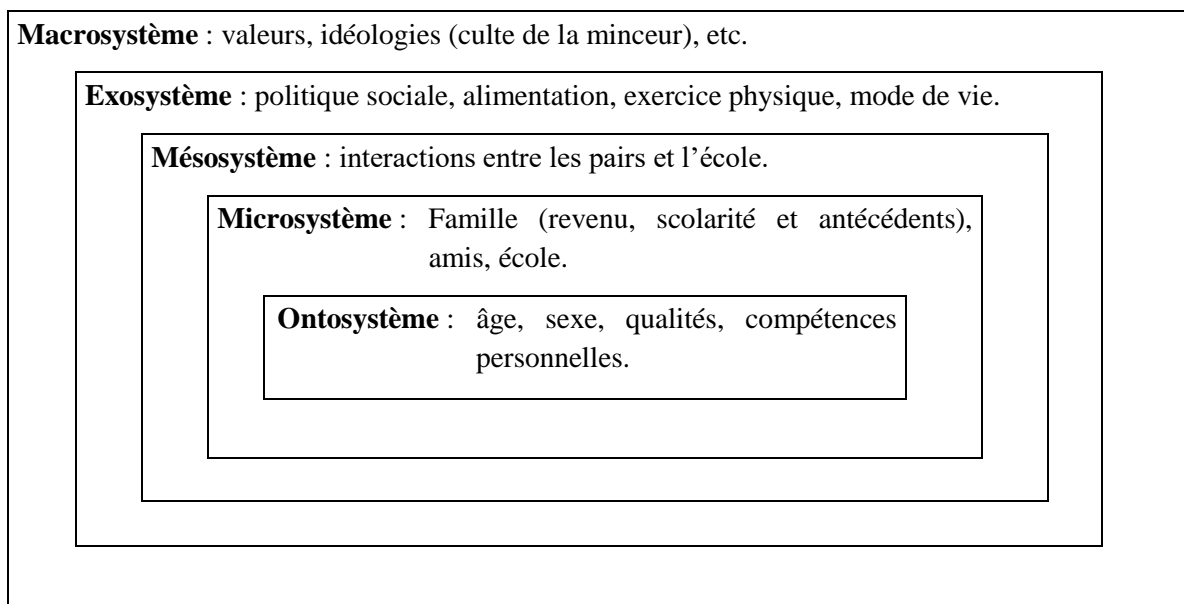 Macrosystème : valeurs, idéologies (culte de la minceur), etc.
Exosystème : politique sociale, alimentation, exercice physique, mode de vie.
Mésosystème : interactions entre les pairs et l’école.
Microsystème : Famille (revenu, scolarité et antécédents),
amis, école.
Ontosystème : âge, sexe, qualités, compétences
personnelles.